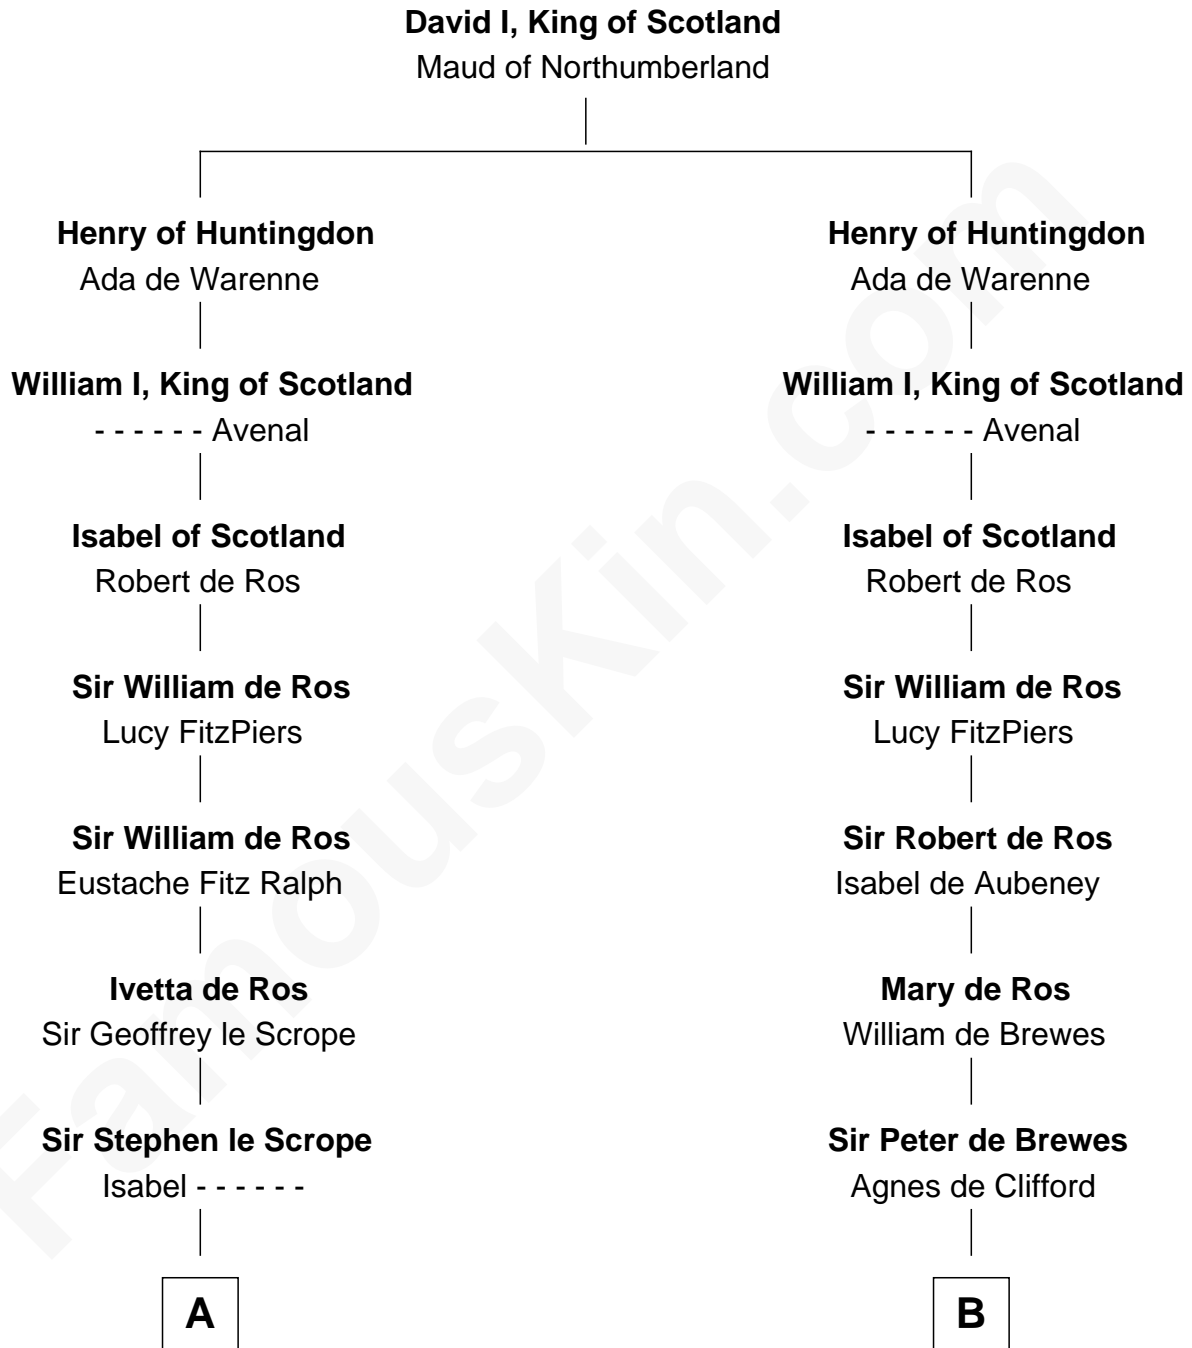 David I, King of Scotland
Maud of Northumberland
Henry of Huntingdon
Ada de Warenne
William I, King of Scotland
- - - - - - Avenal
Isabel of Scotland
Robert de Ros
Sir William de Ros
Lucy FitzPiers
Sir William de Ros
Eustache Fitz Ralph
Ivetta de Ros
Sir Geoffrey le Scrope
Sir Stephen le Scrope
Isabel - - - - - -
A
Henry of Huntingdon
Ada de Warenne
William I, King of Scotland
- - - - - - Avenal
Isabel of Scotland
Robert de Ros
Sir William de Ros
Lucy FitzPiers
Sir Robert de Ros
Isabel de Aubeney
Mary de Ros
William de Brewes
Sir Peter de Brewes
Agnes de Clifford
B
FamousKin.com